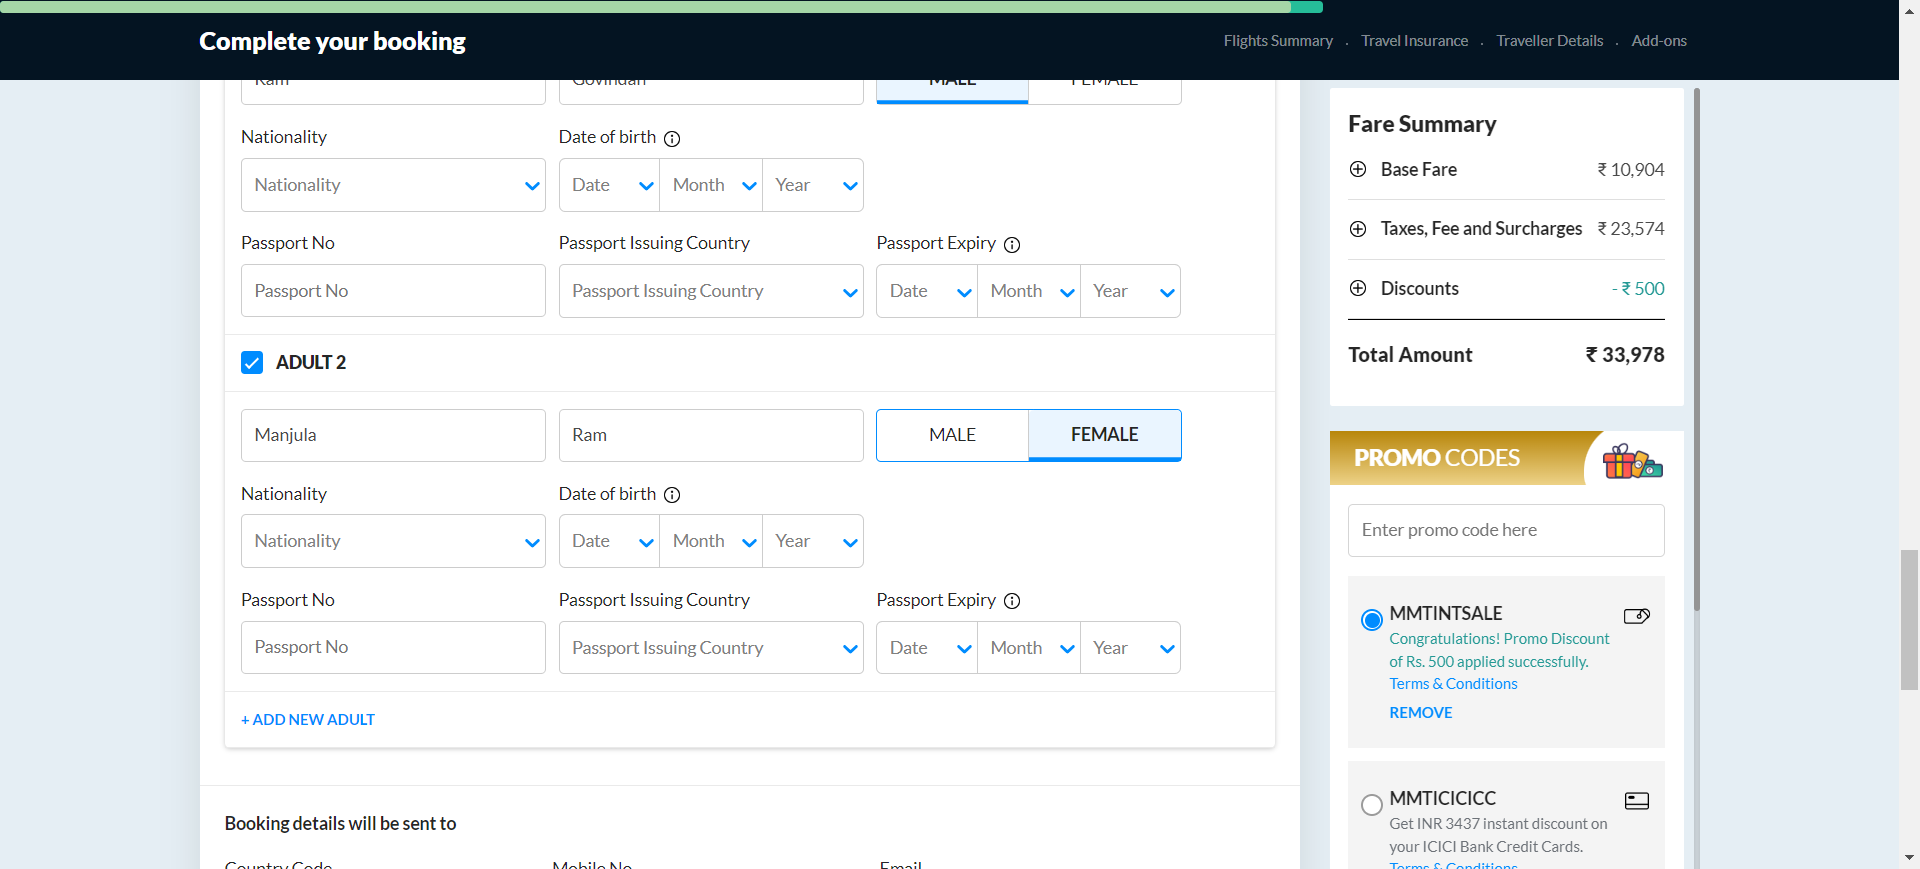 Complete your booking
Flights Summary . Travel Insurance . Traveller Details . Add-ons
Ram
Govindan
MALE
FEMALE
Nationality
Date of birth
Nationality
Date
Month
Year
Passport No
Passport Issuing Country
Passport Expiry
Passport No
Passport Issuing Country
Date
Month
Year
ADULT 2
Manjula
Ram
MALE
FEMALE
Nationality
Date of birth
Nationality
Date
Month
Year
Passport No
Passport Issuing Country
Passport Expiry
Passport No
Passport Issuing Country
Date
Month
Year
+ ADD NEW ADULT
Booking details will be sent to
Country Code
Mobile No
Email
Fare Summary
Base Fare ₹ 10,904
Taxes, Fee and Surcharges ₹ 23,574
Discounts - ₹ 500
Total Amount ₹ 33,978
PROMO CODES
Enter promo code here
MMTINTSALE
Congratulations! Promo Discount
of Rs. 500 applied successfully.
Terms & Conditions
REMOVE
MMTICICICC
Get INR 3437 instant discount on
your ICICI Bank Credit Cards.
Terms & Conditions